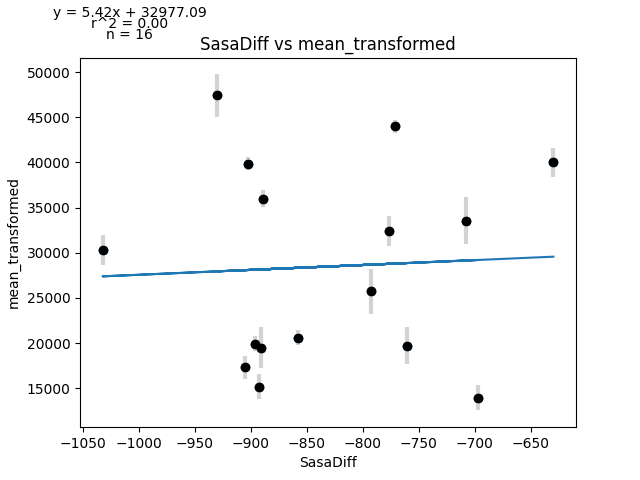 y = 5.42x + 32977.09
r^2 = 0.00
n = 16
SasaDiff vs mean_transformed
50000
45000
40000
35000
30000
25000
20000
15000
mean_transformed
−1050 −1000 −950 −900 −850 −800 −750 −700 −650
SasaDiff